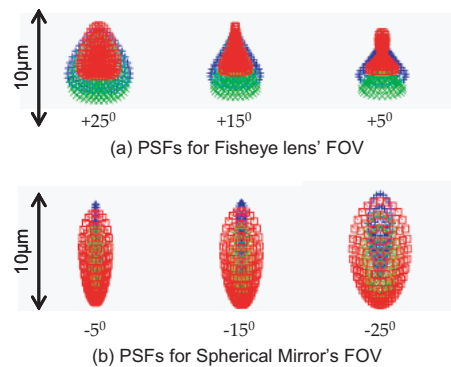 10μm
+25⁰ +15⁰ +5⁰
(a) PSFs for Fisheye lens' FOV
10μm
-5⁰ -15⁰ -25⁰
(b) PSFs for Spherical Mirror's FOV